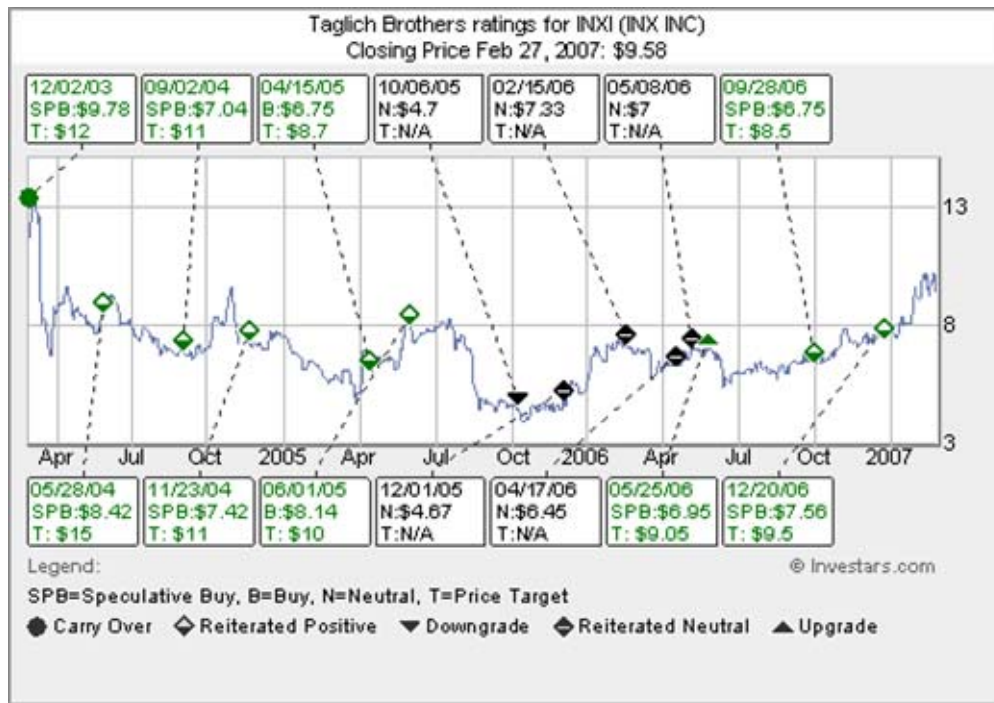 Taglich Brothers ratings for INXI (INX INC)
Closing Price Feb 27, 2007: $9.58
12/02/03
SPB:$9.78
T: $12
09/02/04
SPB:$7.04
T: $11
04/15/05
B:$6.75
T: $8.7
10/06/05
N:$4.7
T:N/A
02/15/06
N:$7.33
T:N/A
05/08/06
N:$7
T:N/A
09/28/06
SPB:$6.75
T: $8.5
13
8
3
Apr Jul Oct 2005 Apr Jul Oct 2006 Apr Jul Oct 2007
05/28/04
SPB:$8.42
T: $15
11/23/04
SPB:$7.42
T: $11
06/01/05
B:$8.14
T: $10
12/01/05
N:$4.67
T:N/A
04/17/06
N:$6.45
T:N/A
05/25/06
SPB:$6.95
T: $9.05
12/20/06
SPB:$7.56
T: $9.5
Legend:
© Investars.com
SPB=Speculative Buy, B=Buy, N=Neutral, T=Price Target
Carry Over Reiterated Positive Downgrade Reiterated Neutral Upgrade